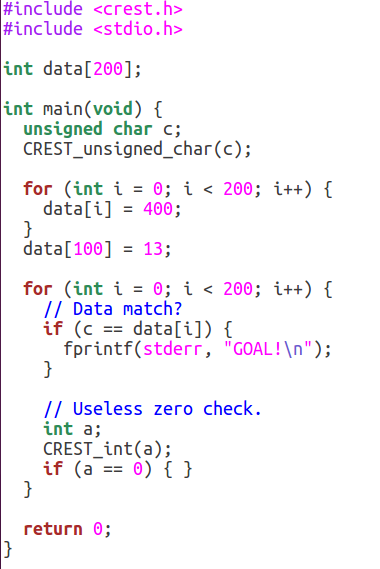 #include <crest.h>
#include <stdio.h>

int data[200];

int main(void) {
  unsigned char c;
  CREST_unsigned_char(c);

  for (int i = 0; i < 200; i++) {
    data[i] = 400;
  }
  data[100] = 13;

  for (int i = 0; i < 200; i++) {
    // Data match?
    if (c == data[i]) {
      fprintf(stderr, "GOAL!\n");
    }

    // Useless zero check.
    int a;
    CREST_int(a);
    if (a == 0) { }
  }

  return 0;
}